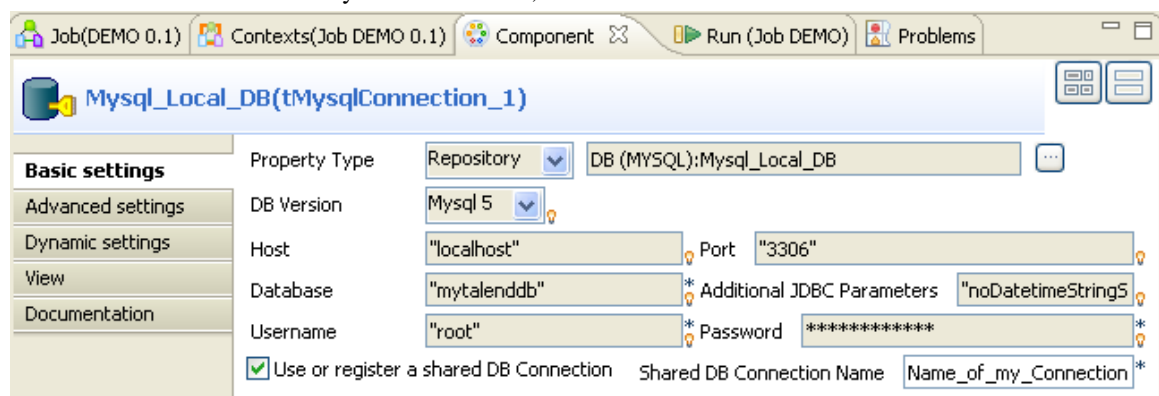 Job(DEMO 0.1) Contexts(Job DEMO 0.1) Component Run (Job DEMO) Problems
Mysql_Local_DB(tMysqlConnection_1)
Basic settings
Advanced settings
Dynamic settings
View
Documentation
Property Type Repository DB (MYSQL):Mysql_Local_DB ...
DB Version Mysql 5
Host "localhost" Port "3306"
Database "mytalenddb" * Additional JDBC Parameters "noDatetimeStringS
Username "root" * Password ************ *
Use or register a shared DB Connection Shared DB Connection Name Name_of_my_Connection *